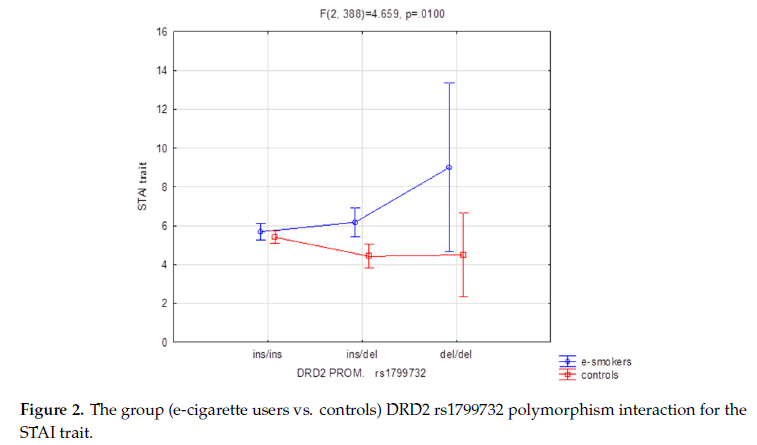 F(2, 388)=4.659, p=.0100
16
14
12
10
8
6
4
2
0
STAI trait
ins/ins ins/del del/del
DRD2 PROM. rs1799732
e-smokers
controls
Figure 2. The group (e-cigarette users vs. controls) DRD2 rs1799732 polymorphism interaction for the
STAI trait.